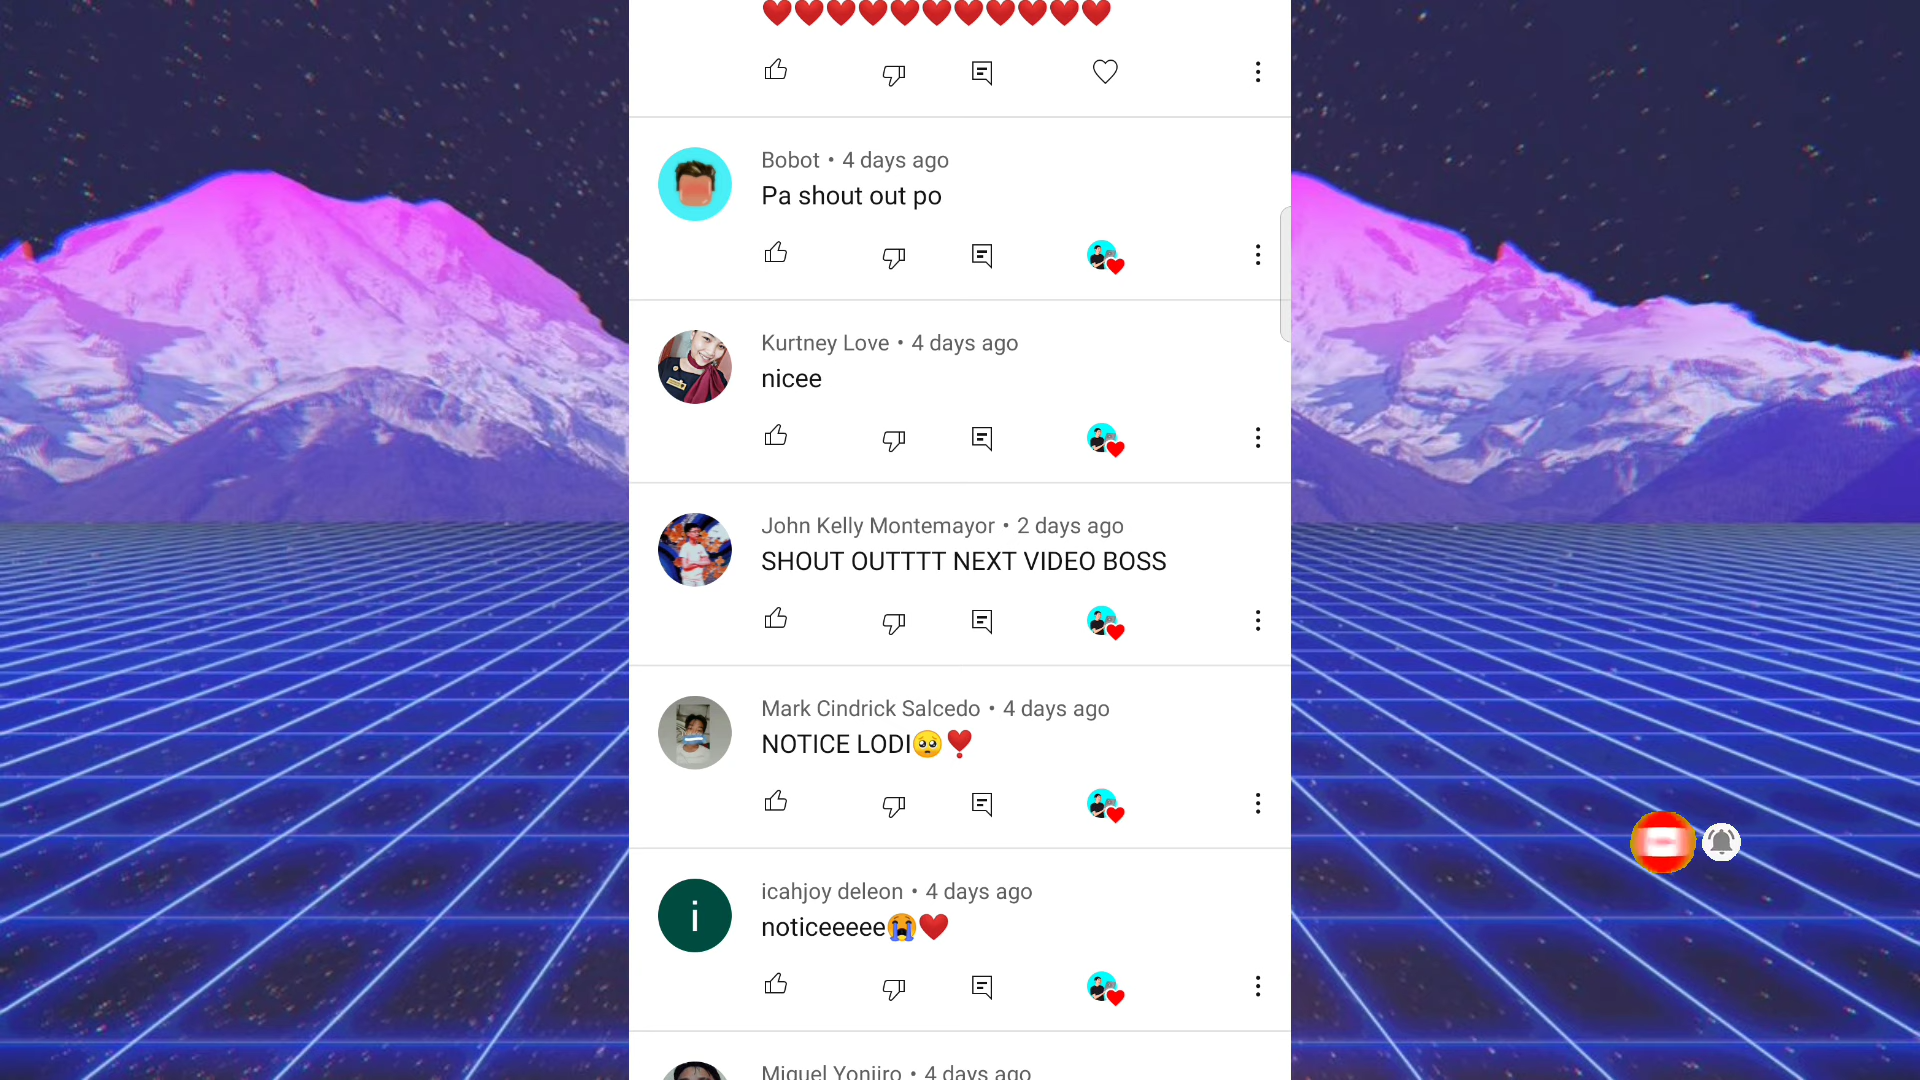 ❤️❤️❤️❤️❤️❤️❤️❤️❤️❤️❤️
Bobot • 4 days ago
Pa shout out po
Kurtney Love • 4 days ago
nicee
John Kelly Montemayor • 2 days ago
SHOUT OUTTTT NEXT VIDEO BOSS
Mark Cindrick Salcedo • 4 days ago
NOTICE LODI🥺❣️
i
icahjoy deleon • 4 days ago
noticeeeee😭❤️
Miguel Yonjiro • 4 days ago